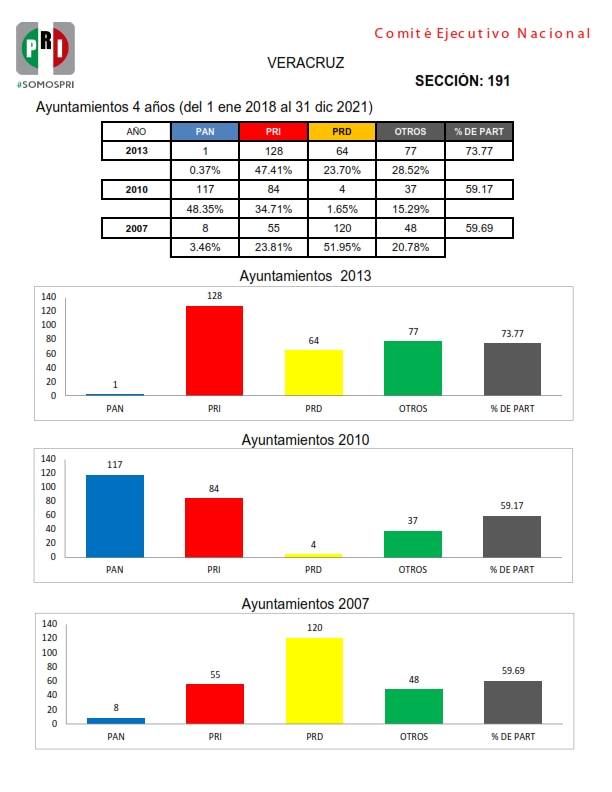 Comité Ejecutivo Nacional
PRI
#SOMOSPRI
VERACRUZ
SECCIÓN: 191
Ayuntamientos 4 años (del 1 ene 2018 al 31 dic 2021)
AÑO PAN PRI PRD OTROS % DE PART
2013 1 128 64 77 73.77
0.37% 47.41% 23.70% 28.52%
2010 117 84 4 37 59.17
48.35% 34.71% 1.65% 15.29%
2007 8 55 120 48 59.69
3.46% 23.81% 51.95% 20.78%
Ayuntamientos 2013
140
120
100
80
60
40
20
0
1 128 64 77 73.77
PAN PRI PRD OTROS % DE PART
Ayuntamientos 2010
140
120
100
80
60
40
20
0
117 84 4 37 59.17
PAN PRI PRD OTROS % DE PART
Ayuntamientos 2007
140
120
100
80
60
40
20
0
8 55 120 48 59.69
PAN PRI PRD OTROS % DE PART